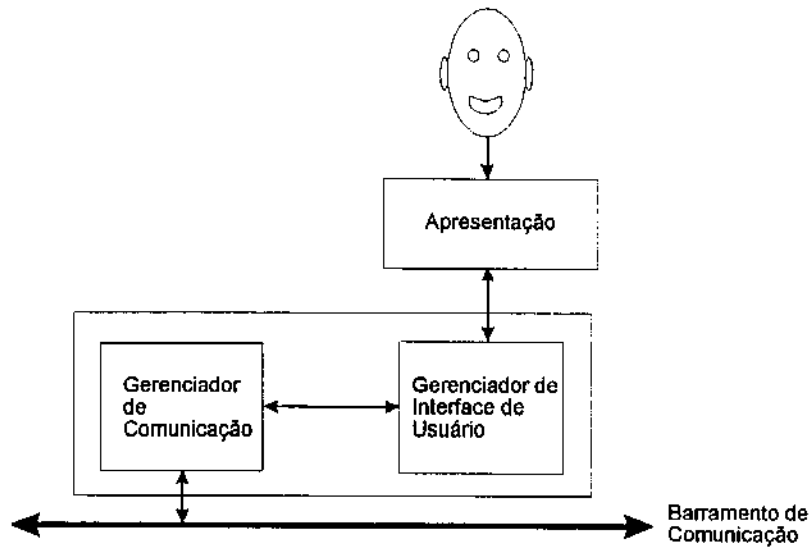 Apresentação
Gerenciador
de
Comunicação
Gerenciador de
Interface de
Usuário
Barramento de
Comunicação